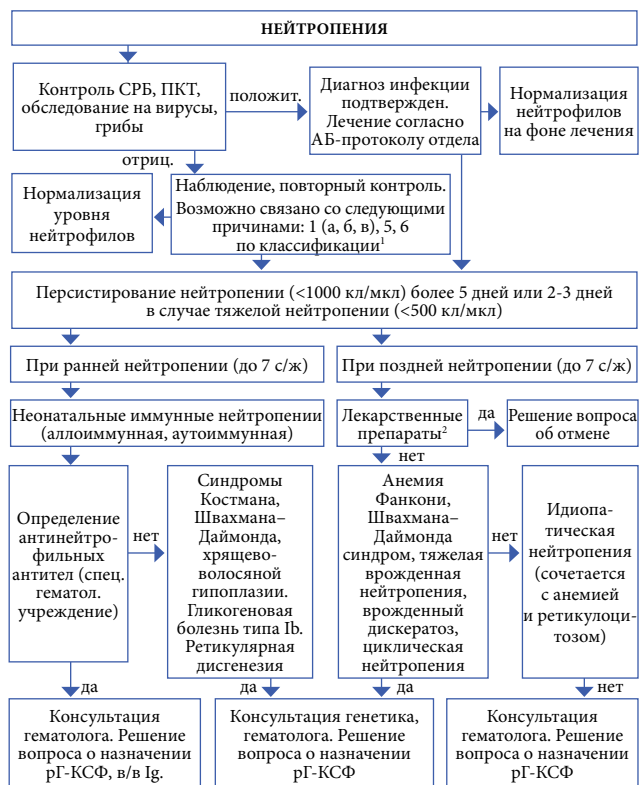 НЕЙТРОПЕНИЯ
Контроль СРБ, ПКТ,
обследование на вирусы,
грибы
положит.
Диагноз инфекции
подтвержден.
Лечение согласно
АБ-протоколу отдела
Нормализация
нейтрофилов
на фоне лечения
отриц.
Нормализация
уровня
нейтрофилов
Наблюдение, повторный контроль.
Возможно связано со следующими
причинами: 1 (а, б, в), 5, 6
по классификации¹
Персистирование нейтропении (<1000 кл/мкл) более 5 дней или 2-3 дней
в случае тяжелой нейтропении (<500 кл/мкл)
При ранней нейтропении (до 7 с/ж)
При поздней нейтропении (до 7 с/ж)
Неонатальные иммунные нейтропении
(аллоиммунная, аутоиммунная)
Лекарственные
препараты²
да
Решение вопроса
об отмене
нет
Определение
антинейтро-
фильных
антител (спец.
гематол.
учреждение)
нет
Синдромы
Костмана,
Швахмана–
Даймонда,
хрящево-
волосяной
гипоплазии.
Гликогеновая
болезнь типа Ib.
Ретикулярная
дисгенезия
Анемия
Фанкони,
Швахмана–
Даймонда
синдром, тяжелая
врожденная
нейтропения,
врожденный
дискератоз,
циклическая
нейтропения
нет
Идиопа-
тическая
нейтропения
(сочетается
с анемией
и ретикулоци-
тозом)
да
да
да
нет
Консультация
гематолога. Решение
вопроса о назначении
рГ-КСФ, в/в Ig.
Консультация генетика,
гематолога. Решение
вопроса о назначении
рГ-КСФ
Консультация
гематолога. Решение
вопроса о назначении
рГ-КСФ